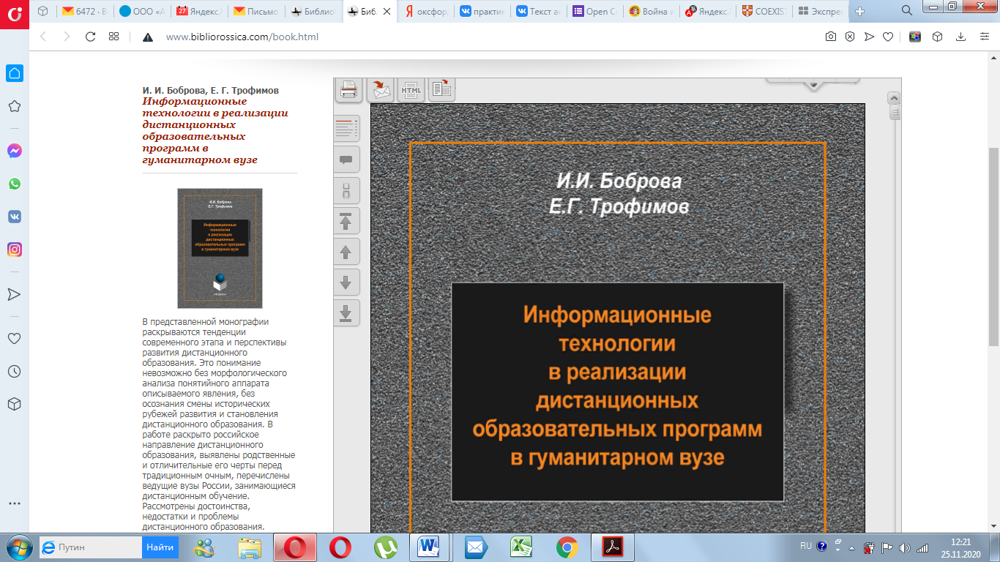 6472 · В
ООО «А
27 Яндекс.
Письмо
Библио
Биб.
оксфор
практик
Текст а
Open C
Война и
Яндекс.
COEXIS
Экспре
www.bibliorossica.com/book.html
И. И. Боброва, Е. Г. Трофимов
Информационные
технологии в реализации
дистанционных
образовательных
программ в
гуманитарном вузе
И.И. Боброва
Е.Г. Трофимов
Информационные
технологии
в реализации
дистанционных
образовательных программ
в гуманитарном вузе
В представленной монографии
раскрываются тенденции
современного этапа и перспективы
развития дистанционного
образования. Это понимание
невозможно без морфологического
анализа понятийного аппарата
описываемого явления, без
осознания смены исторических
рубежей развития и становления
дистанционного образования. В
работе раскрыто российское
направление дистанционного
образования, выявлены родственные
и отличительные его черты перед
традиционным очным, перечислены
ведущие вузы России, занимающиеся
дистанционным обучение.
Рассмотрены достоинства,
недостатки и проблемы
дистанционного образования.
HTML
И.И. Боброва
Е.Г. Трофимов
Информационные
технологии
в реализации
дистанционных
образовательных программ
в гуманитарном вузе
Путин
Найти
RU
12:21
25.11.2020